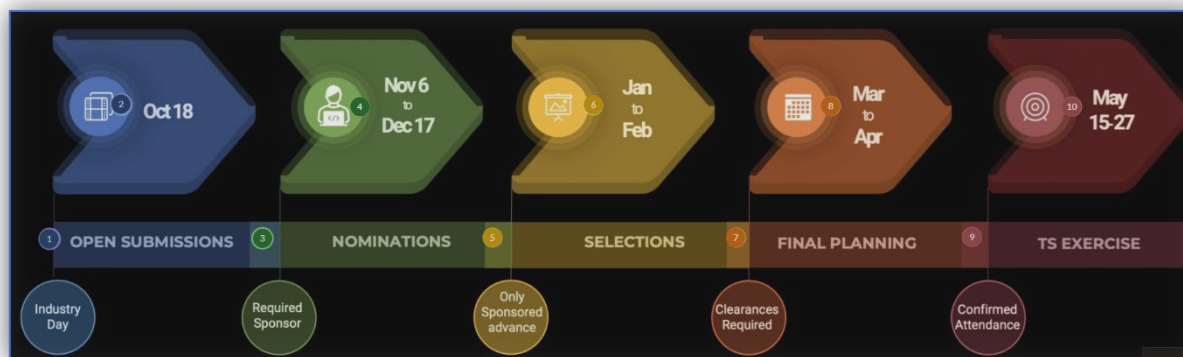 2
Oct 18
4
Nov 6
to
Dec 17
6
Jan
to
Feb
8
Mar
to
Apr
10
May
15-27
1
OPEN SUBMISSIONS
3
NOMINATIONS
5
SELECTIONS
7
FINAL PLANNING
9
TS EXERCISE
Industry
Day
Required
Sponsor
Only
Sponsored
advance
Clearances
Required
Confirmed
Attendance